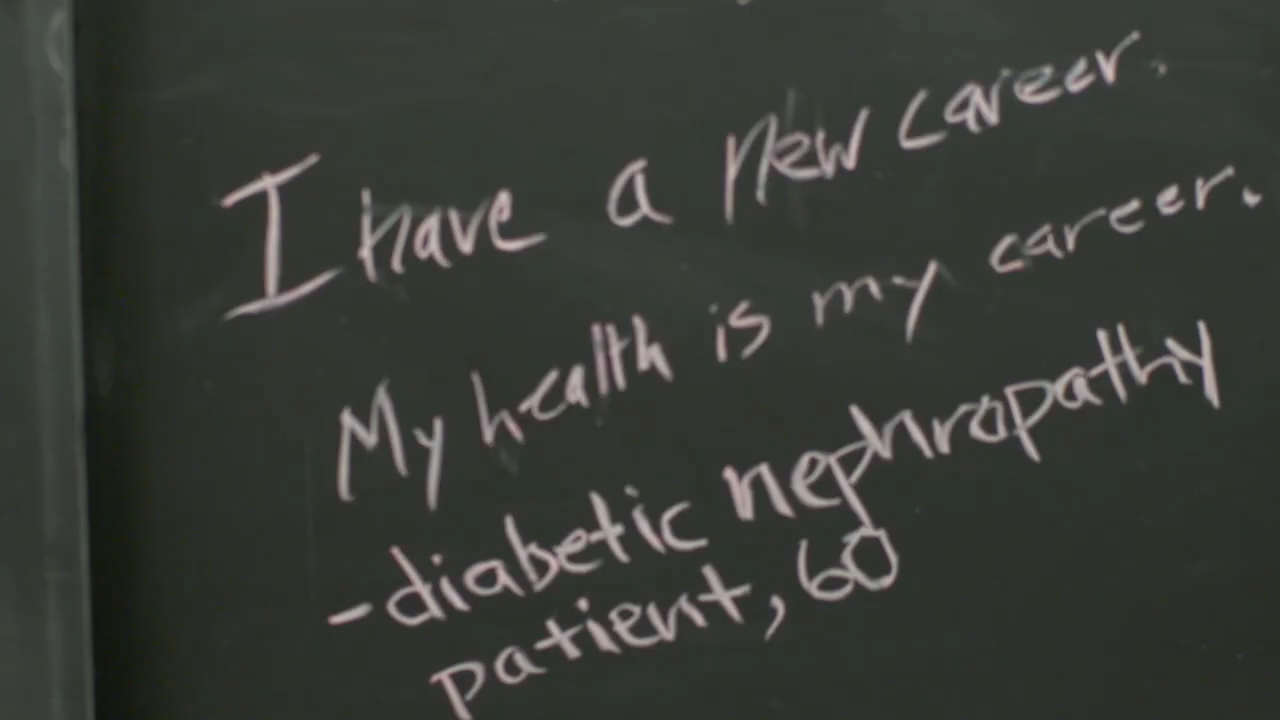 I have a new career.
My health is my career.
-diabetic nephropathy
patient, 60